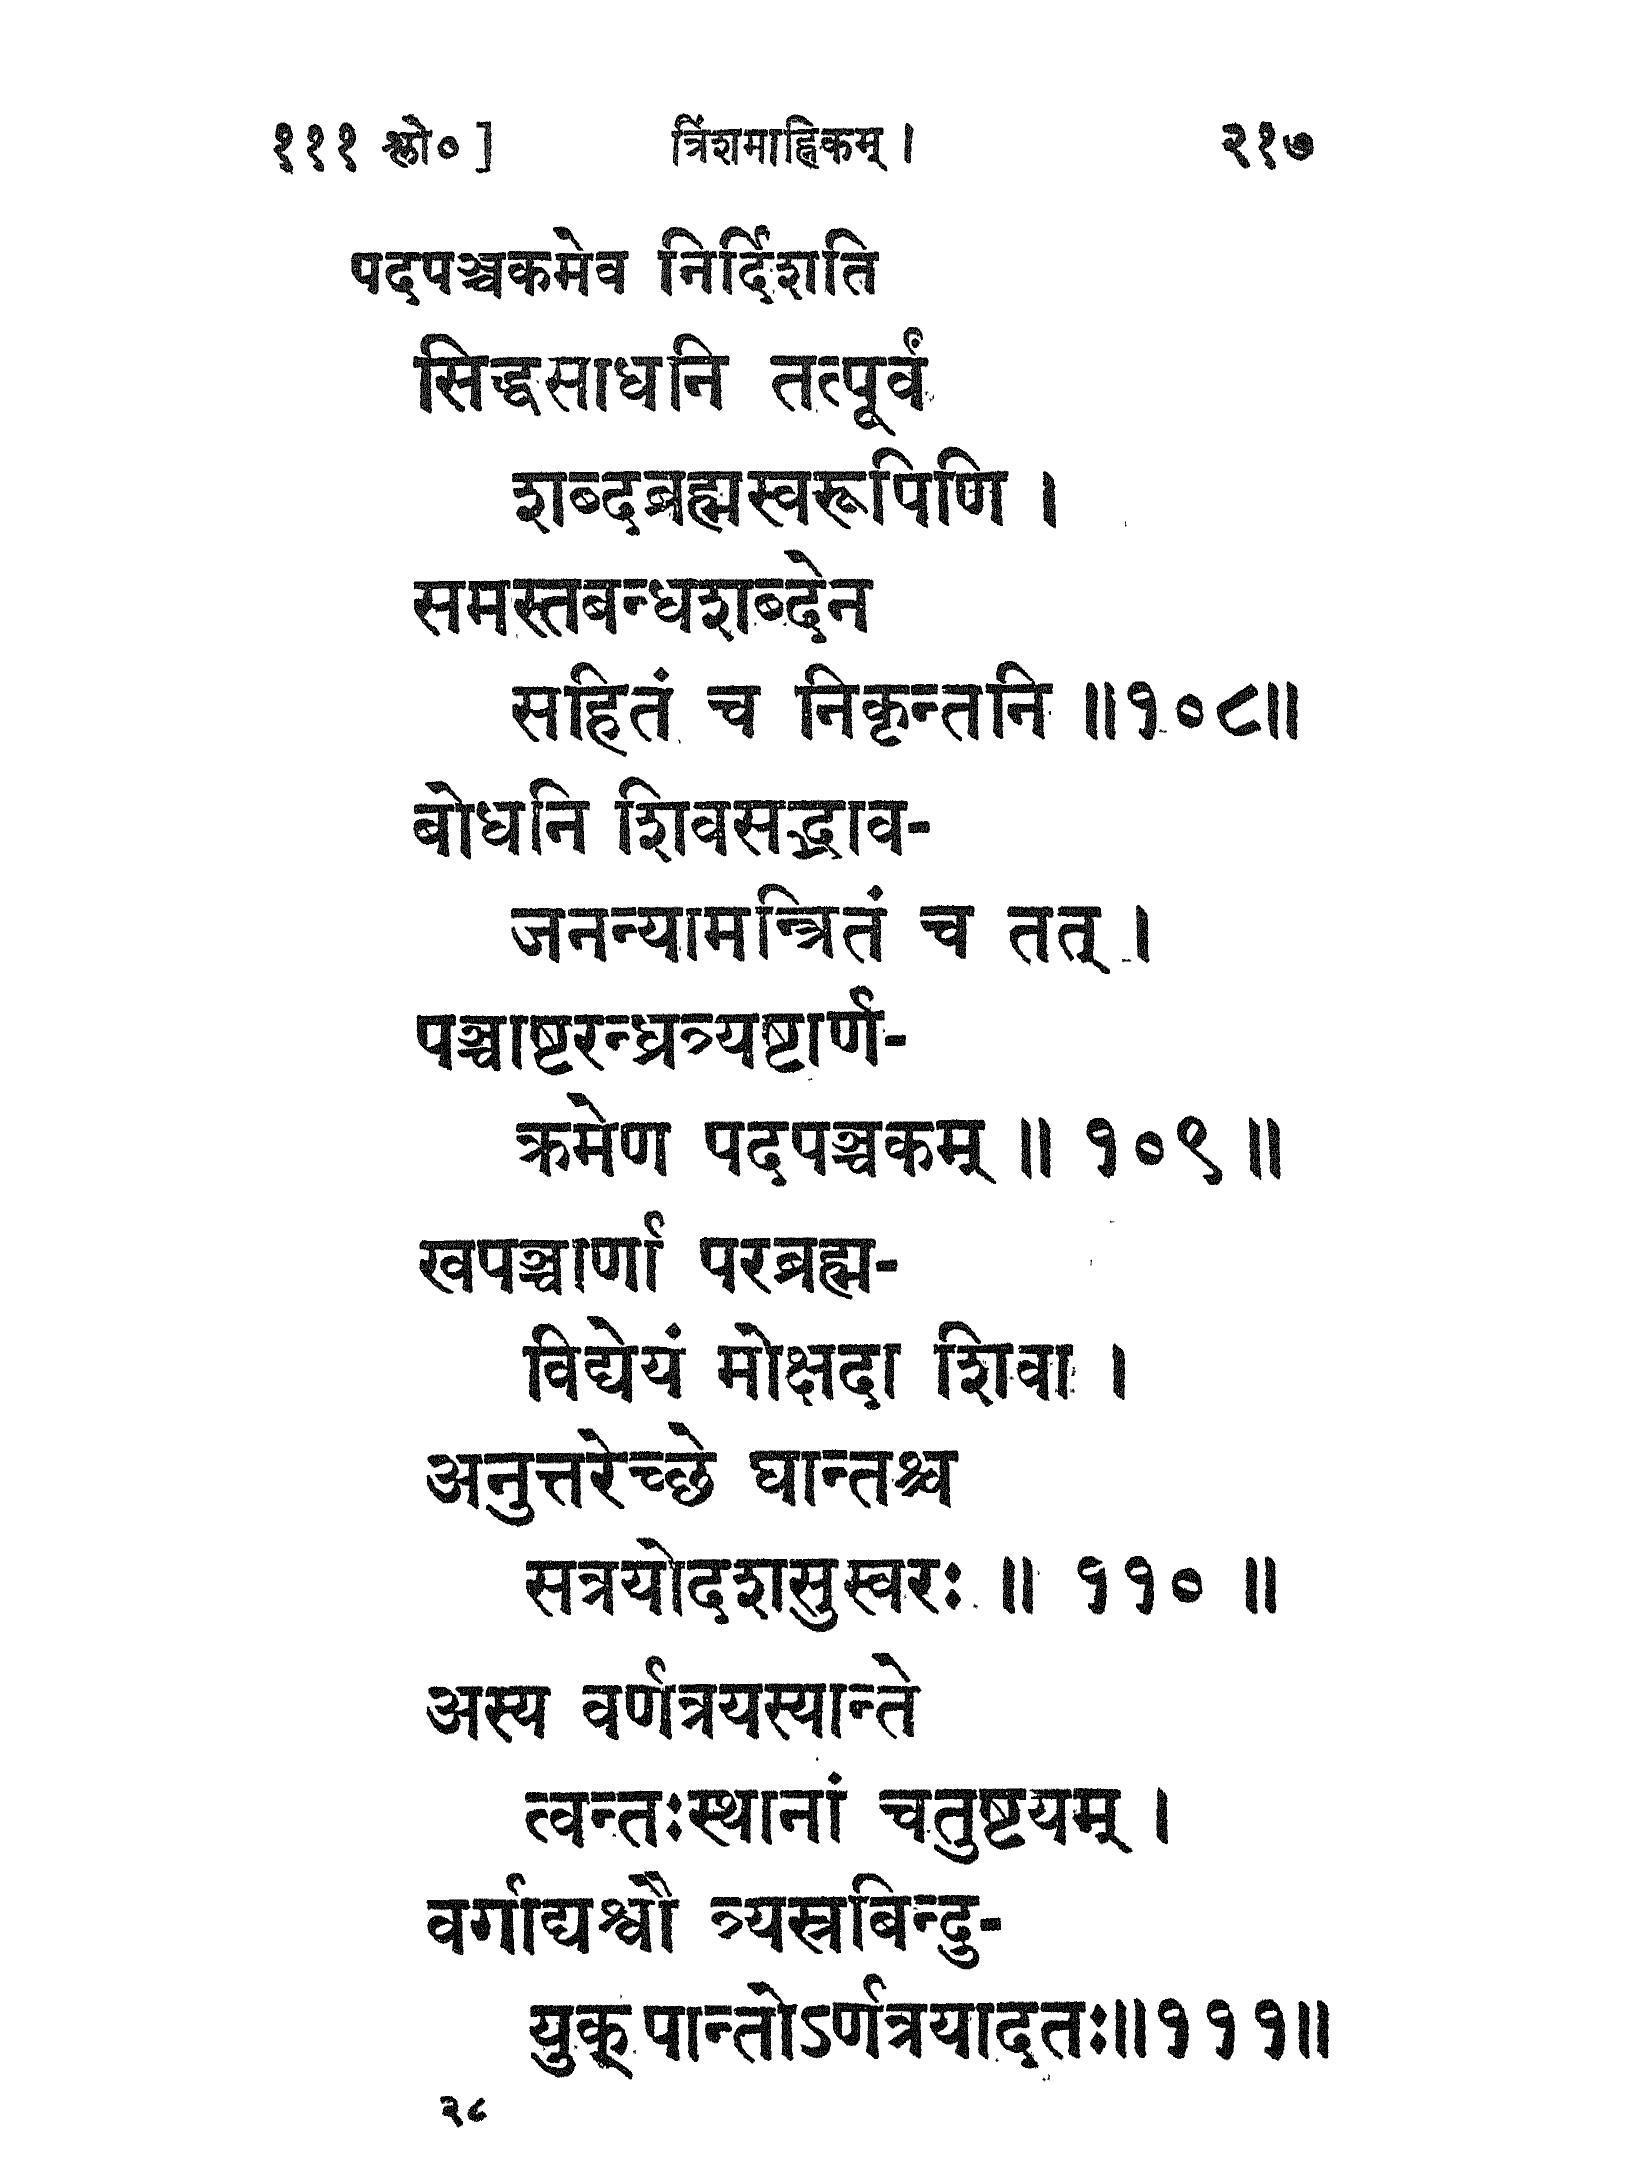 १११ श्लो० ]
त्रिंशमाह्निकम् ।
२१७
पदपञ्चकमेव निर्दिशति
सिद्धसाधनि तत्पूर्वं
शब्दब्रह्मस्वरूपिणि ।
समस्तबन्धशब्देन
सहितं च निकृन्तनि ॥१०८॥
बोधनि शिवसद्भाव-
जनन्यामन्त्रितं च तत् ।
पञ्चाष्टरन्ध्रत्र्यष्टार्ण-
क्रमेण पदपञ्चकम् ॥ १०९ ॥
खपञ्चार्णा परब्रह्म-
विद्येयं मोक्षदा शिवा ।
अनुत्तरेच्छे घान्तश्च
सत्रयोदशसुस्वरः ॥ ११० ॥
अस्य वर्णत्रयस्यान्ते
त्वन्तःस्थानां चतुष्टयम् ।
वर्गाद्यश्वौ त्र्यस्रबिन्दु-
युक् पान्तोऽर्णत्रयादतः॥१११॥
२८